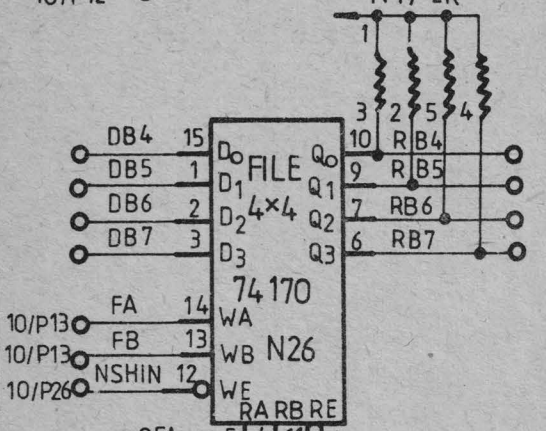 1
3 2 5 4
DB4 15 D0 FILE Q0 10 RB4
DB5 1 D1 4×4 Q1 9 RB5
DB6 2 D2 Q2 7 RB6
DB7 3 D3 Q3 6 RB7
74170
10/P13 FA 14 WA
10/P13 FB 13 WB N26
10/P26 NSHIN 12 WE
RA RB RE